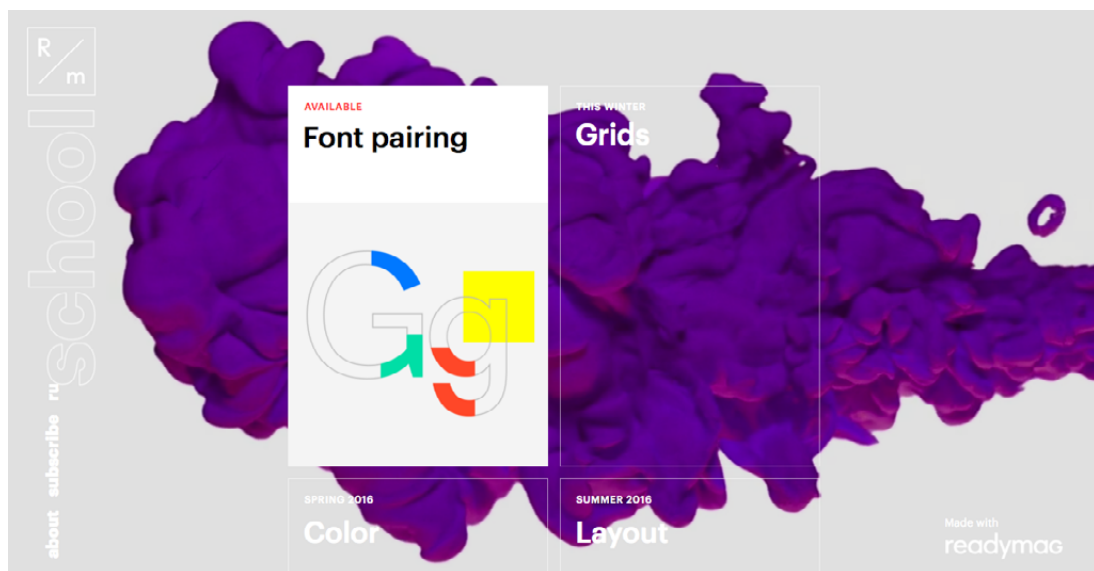 R
m
school
about subscribe ru
AVAILABLE
Font pairing
Gg
THIS WINTER
Grids
SPRING 2016
Color
SUMMER 2016
Layout
Made with
readymag